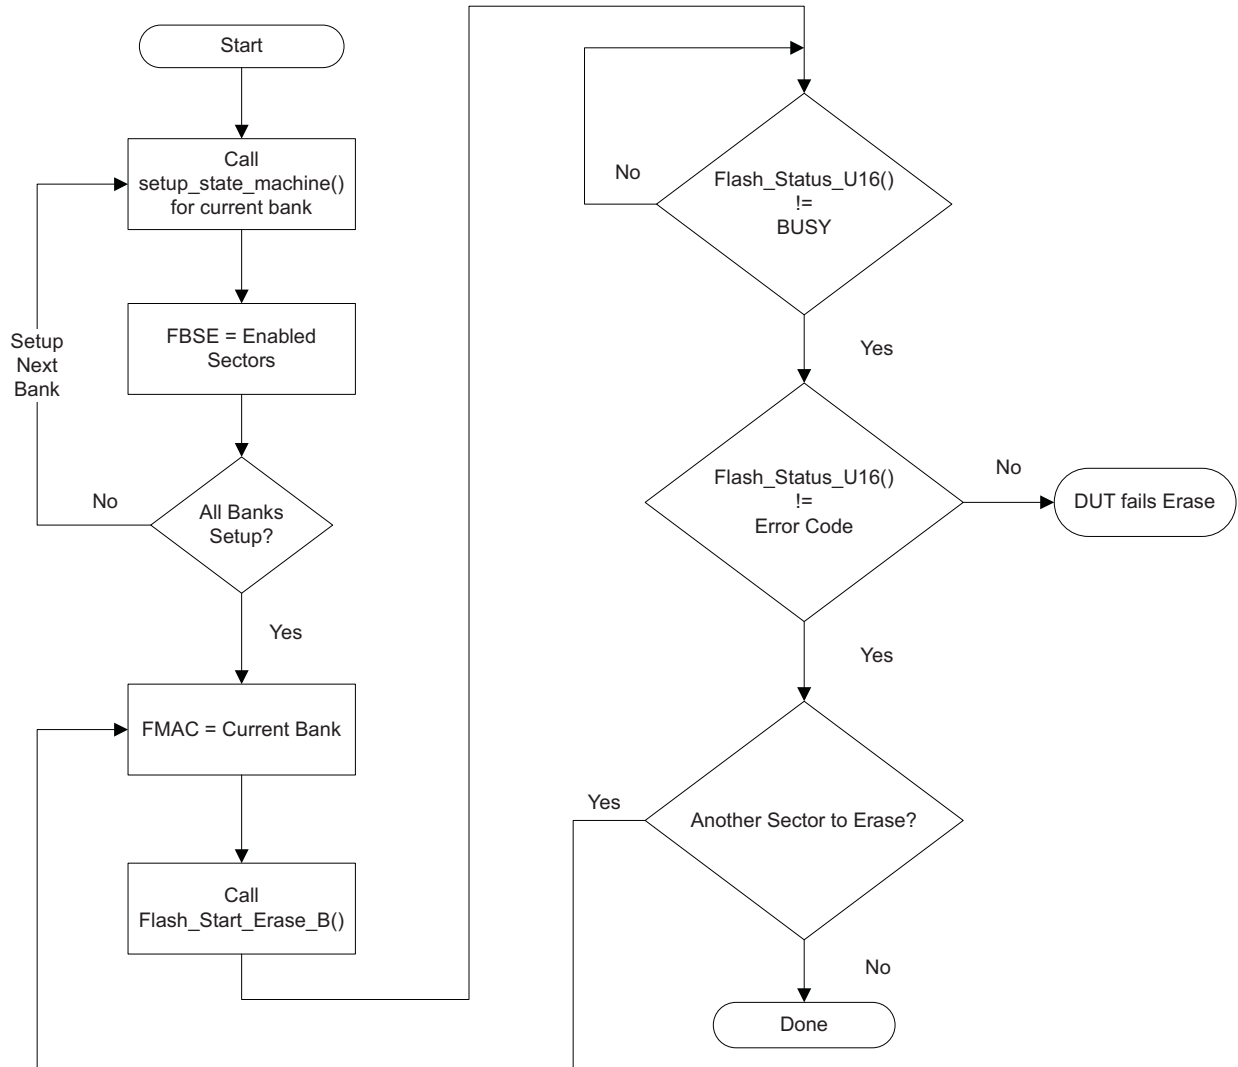 Start
Call
setup_state_machine()
for current bank
FBSE = Enabled
Sectors
Setup
Next
Bank
No
All Banks
Setup?
Yes
FMAC = Current Bank
Call
Flash_Start_Erase_B()
No
Flash_Status_U16()
!=
BUSY
Yes
Flash_Status_U16()
!=
Error Code
No
DUT fails Erase
Yes
Yes
Another Sector to Erase?
No
Done